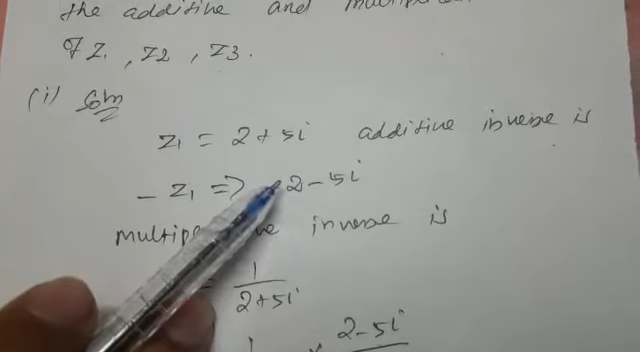 the additive and
of Z1 , Z2 , Z3.
(i) Soln
Z1 = 2+5i additive inverse is
- Z1 => -2-5i
inverse is
= 1/2+5i
2-5i